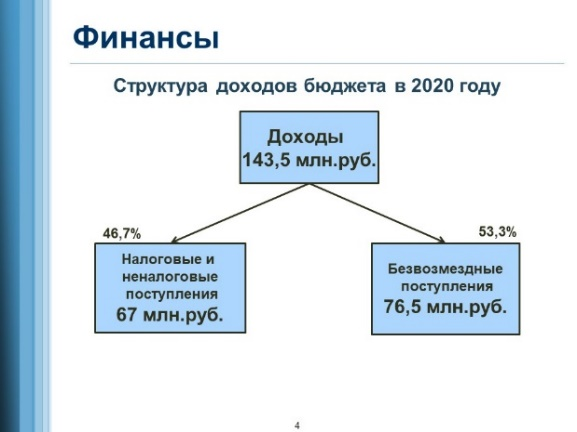 Финансы
Структура доходов бюджета в 2020 году
Доходы
143,5 млн.руб.
46,7%
53,3%
Налоговые и
неналоговые
поступления
67 млн.руб.
Безвозмездные
поступления
76,5 млн.руб.
4